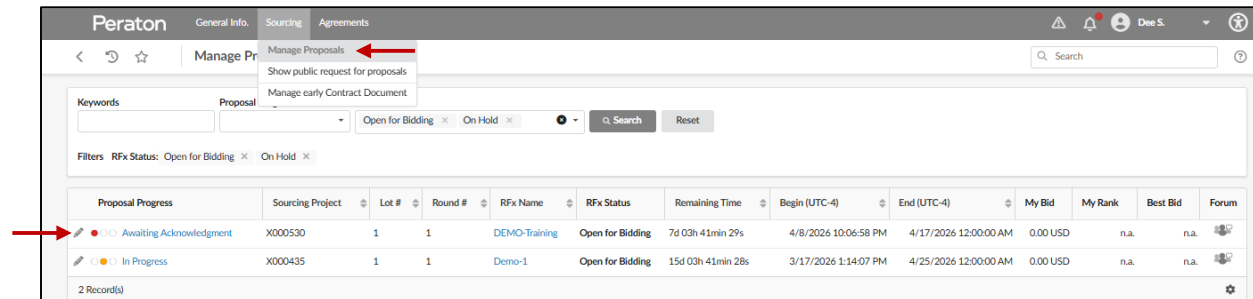 Peraton General Info. Sourcing Agreements Dee S.
Manage Proposals
Manage Pr Search
Show public request for proposals
Manage early Contract Document
Keywords Proposal
Open for Bidding × On Hold × Search Reset
Filters RFx Status: Open for Bidding × On Hold ×
Proposal Progress Sourcing Project Lot # Round # RFx Name RFx Status Remaining Time Begin (UTC-4) End (UTC-4) My Bid My Rank Best Bid Forum
Awaiting Acknowledgment X000530 1 1 DEMO-Training Open for Bidding 7d 03h 41min 29s 4/8/2026 10:06:58 PM 4/17/2026 12:00:00 AM 0.00 USD n.a. n.a.
In Progress X000435 1 1 Demo-1 Open for Bidding 15d 03h 41min 28s 3/17/2026 1:14:07 PM 4/25/2026 12:00:00 AM 0.00 USD n.a. n.a.
2 Record(s)